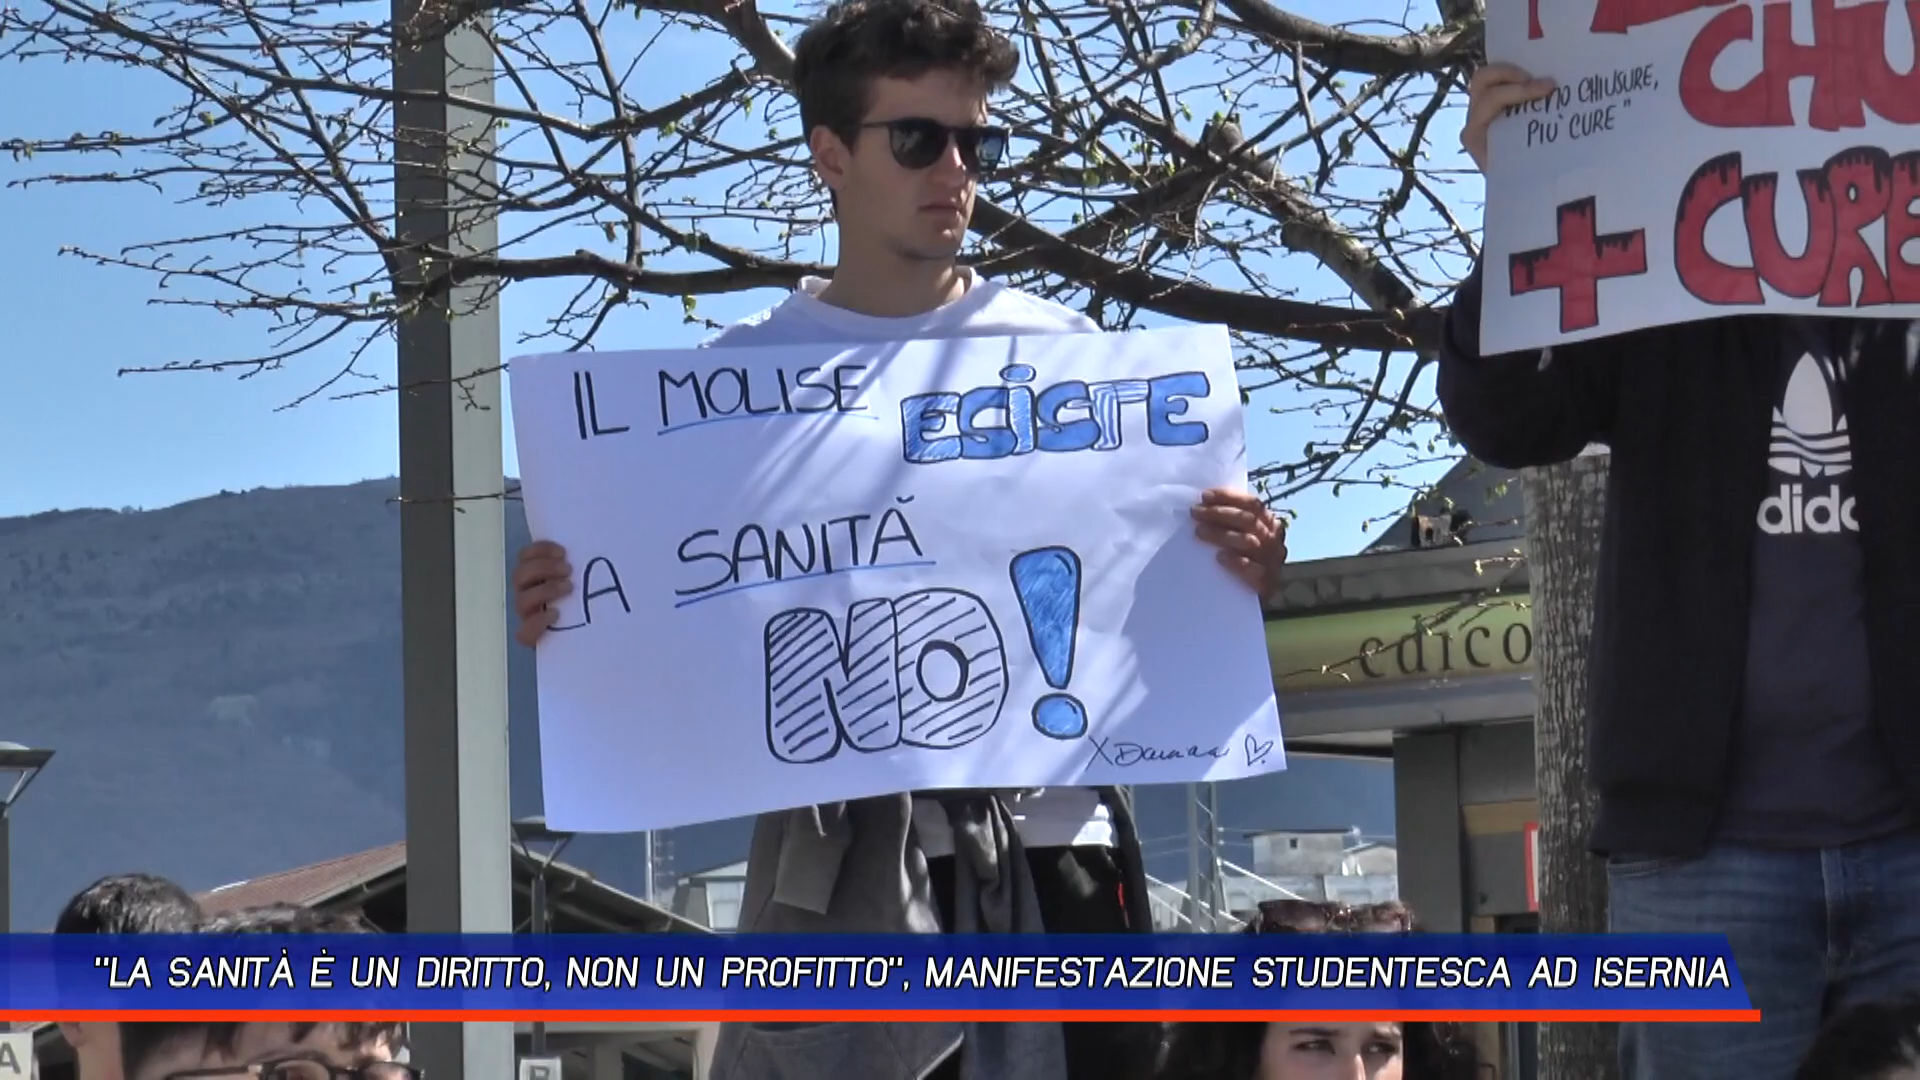 IL MOLISE ESISTE
LA SANITÀ
NO!
CHIU
"MENO CHIUSURE,
PIÙ CURE"
+ CURE
edico
"LA SANITÀ È UN DIRITTO, NON UN PROFITTO", MANIFESTAZIONE STUDENTESCA AD ISERNIA